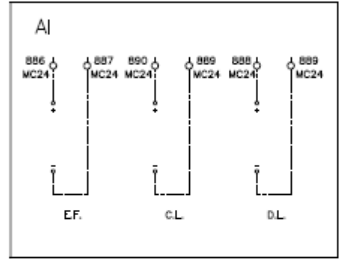 AI
886 887 890 889 888 889
MC24 MC24 MC24 MC24 MC24 MC24
+ + +
- - -
E.F. C.L. D.L.